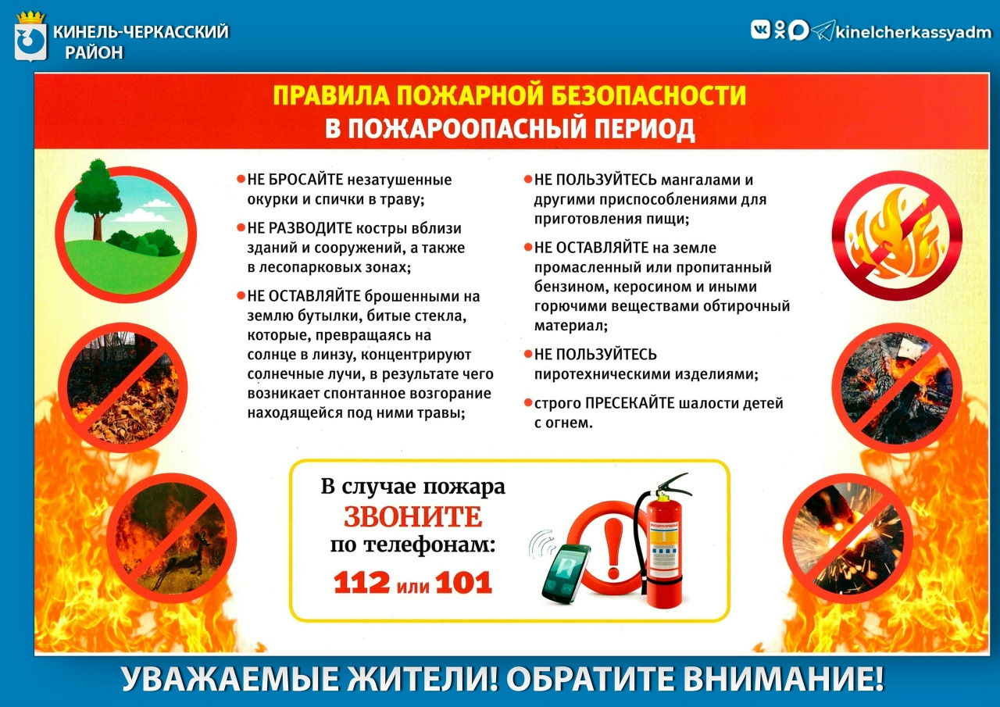 КИНЕЛЬ-ЧЕРКАССКИЙ
РАЙОН
kinelcherkassyadm
ПРАВИЛА ПОЖАРНОЙ БЕЗОПАСНОСТИ
В ПОЖАРООПАСНЫЙ ПЕРИОД
●НЕ БРОСАЙТЕ незатушенные
окурки и спички в траву;
●НЕ РАЗВОДИТЕ костры вблизи
зданий и сооружений, а также
в лесопарковых зонах;
●НЕ ОСТАВЛЯЙТЕ брошенными на
землю бутылки, битые стекла,
которые, превращаясь на
солнце в линзу, концентрируют
солнечные лучи, в результате чего
возникает спонтанное возгорание
находящейся под ними травы;
●НЕ ПОЛЬЗУЙТЕСЬ мангалами и
другими приспособлениями для
приготовления пищи;
●НЕ ОСТАВЛЯЙТЕ на земле
промасленный или пропитанный
бензином, керосином и иными
горючими веществами обтирочный
материал;
●НЕ ПОЛЬЗУЙТЕСЬ
пиротехническими изделиями;
●строго ПРЕСЕКАЙТЕ шалости детей
с огнем.
В случае пожара
ЗВОНИТЕ
по телефонам:
112 или 101
УВАЖАЕМЫЕ ЖИТЕЛИ! ОБРАТИТЕ ВНИМАНИЕ!